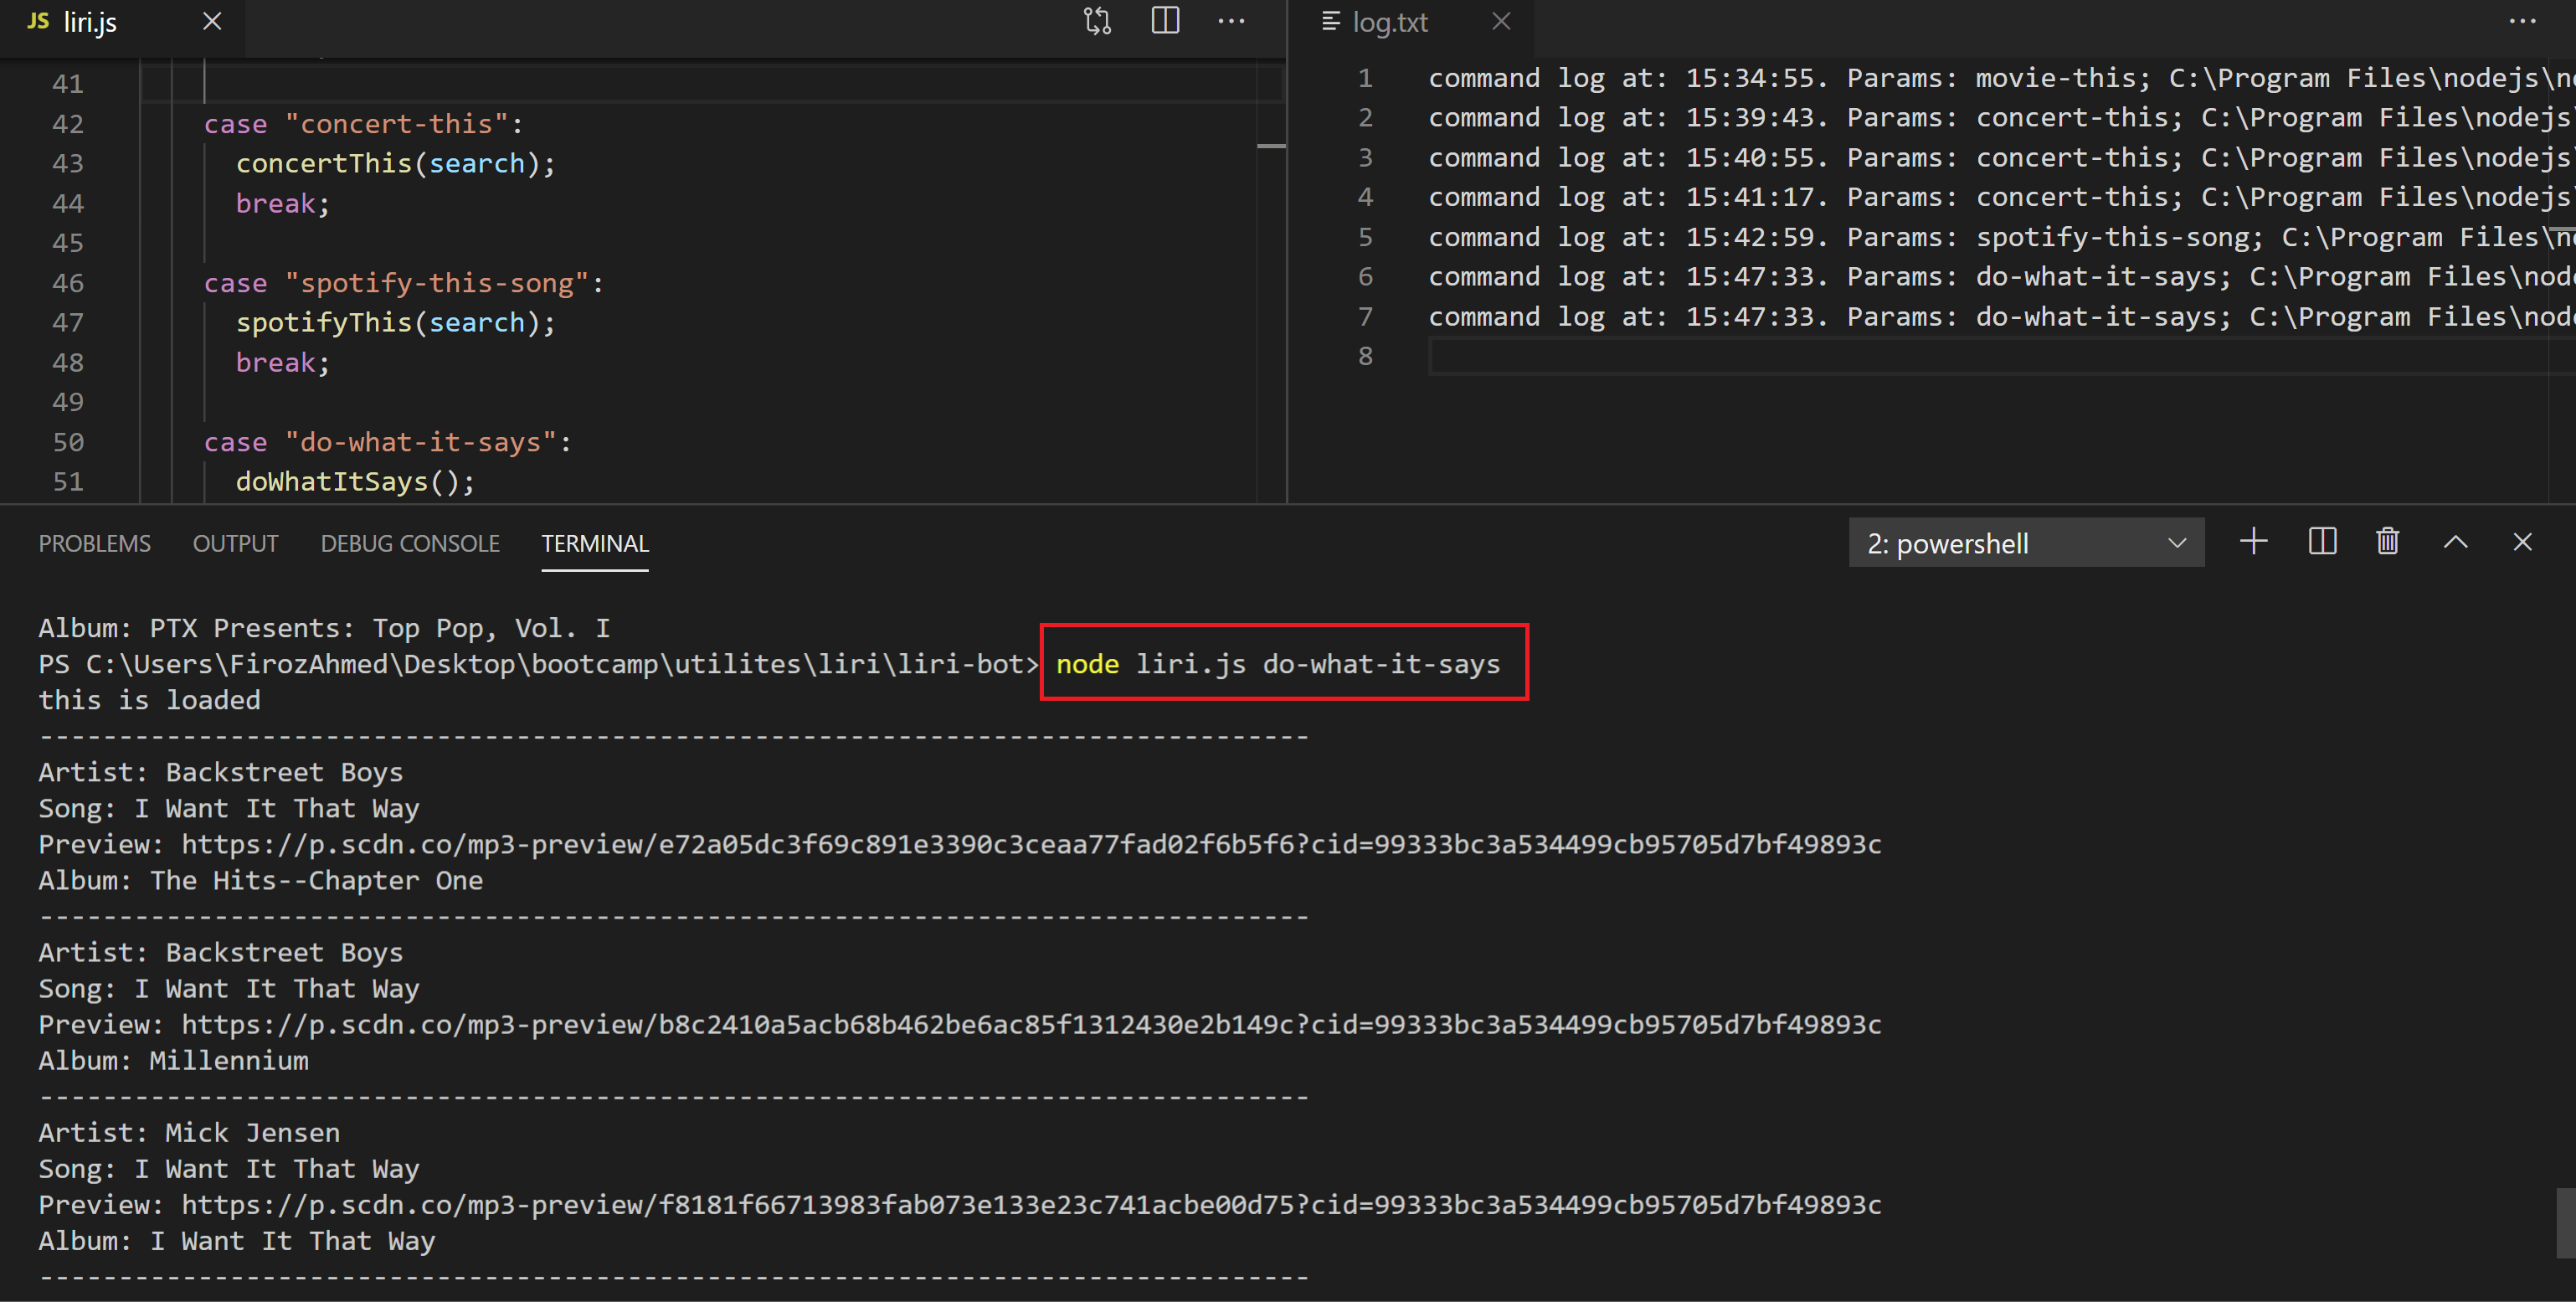 JS liri.js
41
42 case "concert-this":
43 concertThis(search);
44 break;
45
46 case "spotify-this-song":
47 spotifyThis(search);
48 break;
49
50 case "do-what-it-says":
51 doWhatItSays();
log.txt
1 command log at: 15:34:55. Params: movie-this; C:\Program Files\nodejs\n
2 command log at: 15:39:43. Params: concert-this; C:\Program Files\nodejs
3 command log at: 15:40:55. Params: concert-this; C:\Program Files\nodejs
4 command log at: 15:41:17. Params: concert-this; C:\Program Files\nodejs
5 command log at: 15:42:59. Params: spotify-this-song; C:\Program Files\n
6 command log at: 15:47:33. Params: do-what-it-says; C:\Program Files\nod
7 command log at: 15:47:33. Params: do-what-it-says; C:\Program Files\nod
8
PROBLEMS OUTPUT DEBUG CONSOLE TERMINAL 2: powershell
Album: PTX Presents: Top Pop, Vol. I
PS C:\Users\FirozAhmed\Desktop\bootcamp\utilites\liri\liri-bot> node liri.js do-what-it-says
this is loaded
--------------------------------------------------------------------------------
Artist: Backstreet Boys
Song: I Want It That Way
Preview: https://p.scdn.co/mp3-preview/e72a05dc3f69c891e3390c3ceaa77fad02f6b5f6?cid=99333bc3a534499cb95705d7bf49893c
Album: The Hits--Chapter One
--------------------------------------------------------------------------------
Artist: Backstreet Boys
Song: I Want It That Way
Preview: https://p.scdn.co/mp3-preview/b8c2410a5acb68b462be6ac85f1312430e2b149c?cid=99333bc3a534499cb95705d7bf49893c
Album: Millennium
--------------------------------------------------------------------------------
Artist: Mick Jensen
Song: I Want It That Way
Preview: https://p.scdn.co/mp3-preview/f8181f66713983fab073e133e23c741acbe00d75?cid=99333bc3a534499cb95705d7bf49893c
Album: I Want It That Way
--------------------------------------------------------------------------------